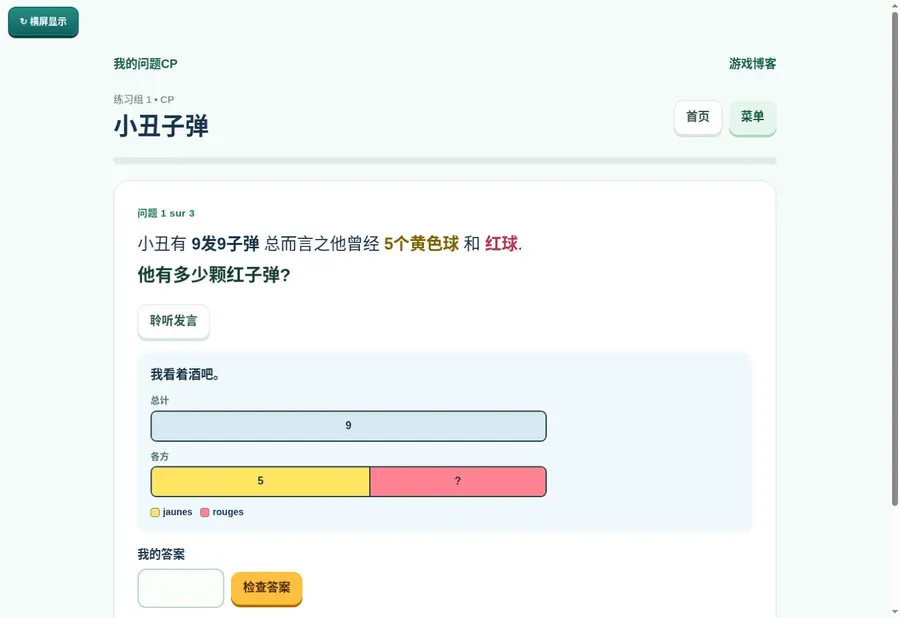 ↻ 横屏显示
我的问题CP
游戏博客
练习组 1 • CP
小丑子弹
首页
菜单
问题 1 sur 3
小丑有 9发9子弹 总而言之他曾经 5个黄色球 和 红球.
他有多少颗红子弹?
聆听发言
我看着酒吧。
总计
9
各方
5
?
jaunes rouges
我的答案
检查答案